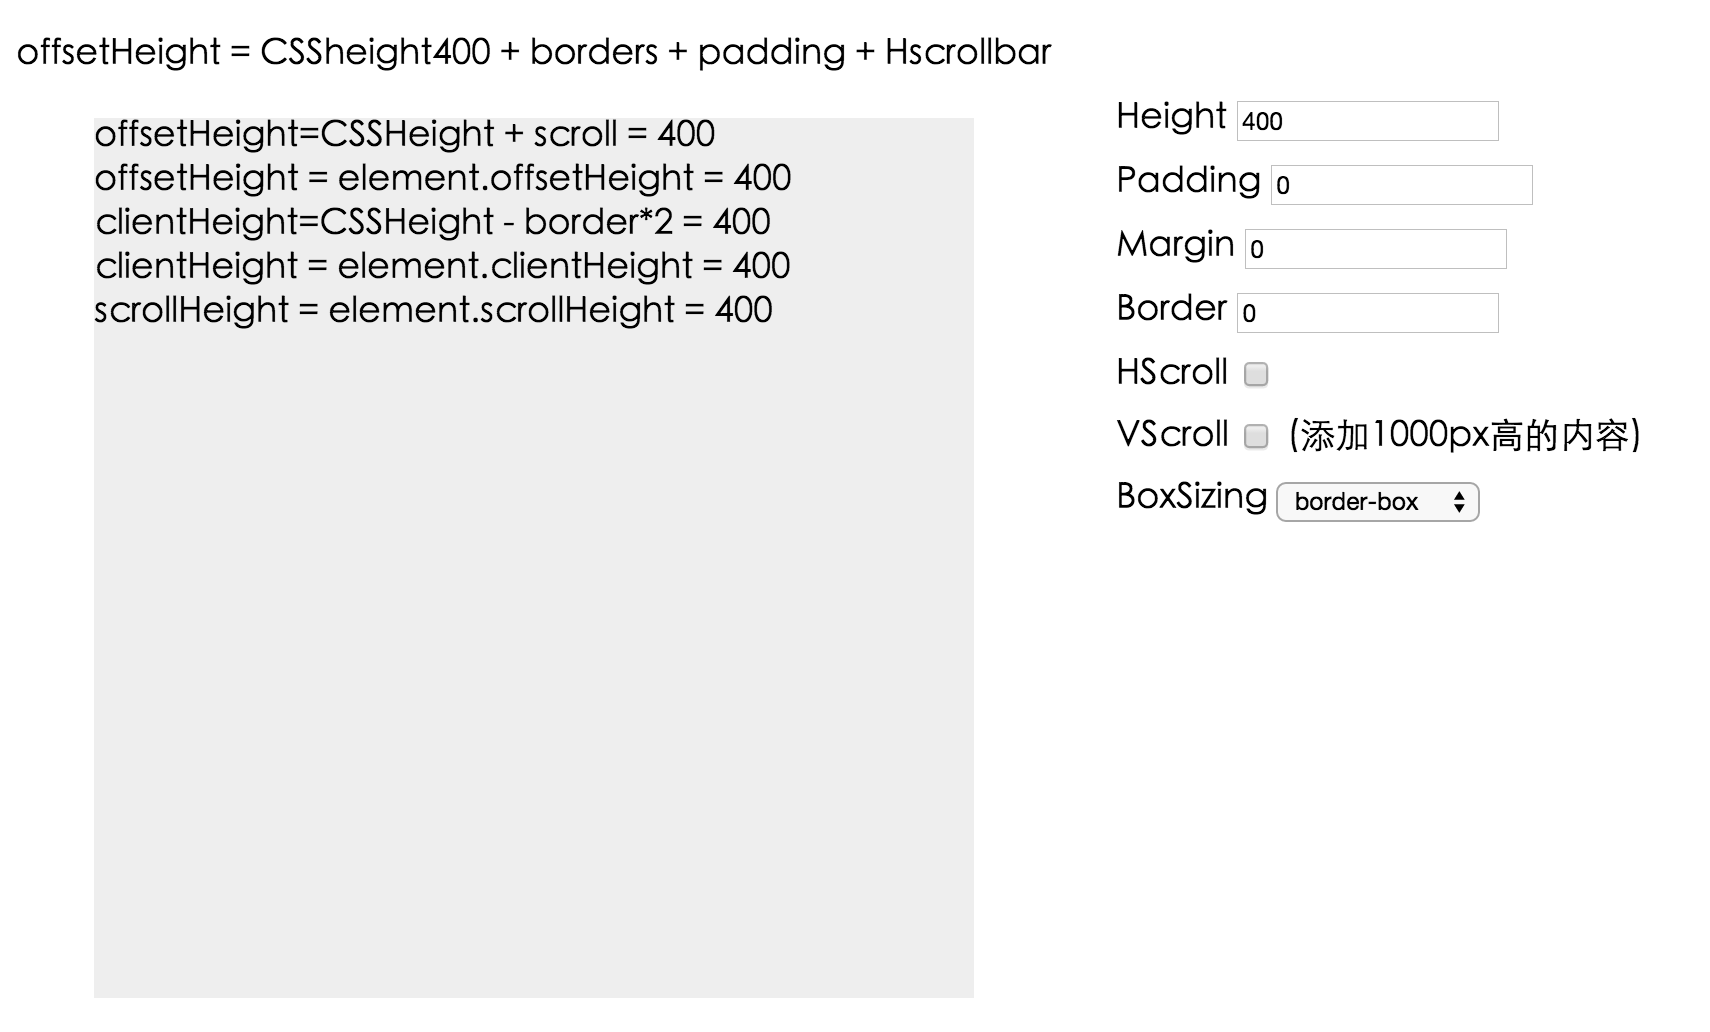 offsetHeight = CSSheight400 + borders + padding + Hscrollbar
offsetHeight=CSSHeight + scroll = 400
offsetHeight = element.offsetHeight = 400
clientHeight=CSSHeight - border*2 = 400
clientHeight = element.clientHeight = 400
scrollHeight = element.scrollHeight = 400
Height 400
Padding 0
Margin 0
Border 0
HScroll
VScroll (添加1000px高的内容)
BoxSizing border-box